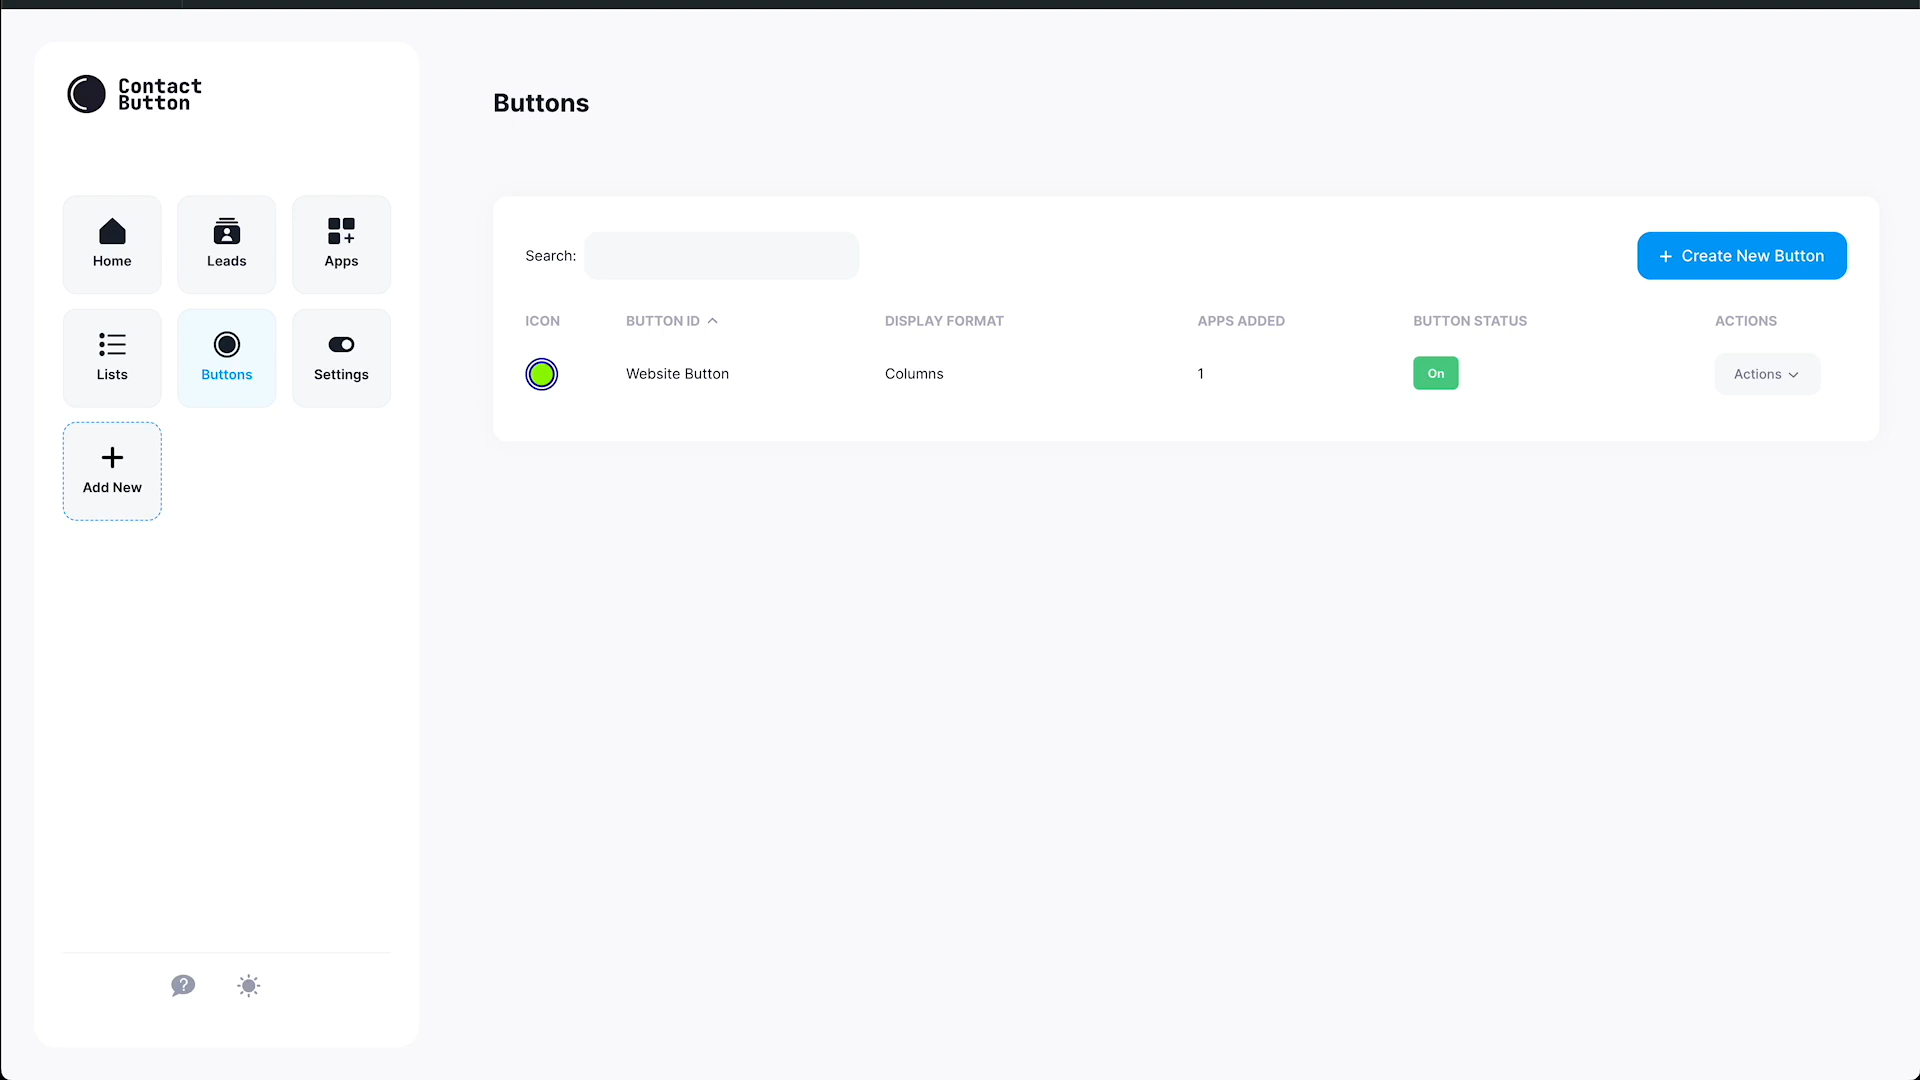 Contact
Button
Home
Leads
Apps
Lists
Buttons
Settings
Add New
Buttons
Search:
+ Create New Button
ICON
BUTTON ID
DISPLAY FORMAT
APPS ADDED
BUTTON STATUS
ACTIONS
Website Button
Columns
1
On
Actions
?